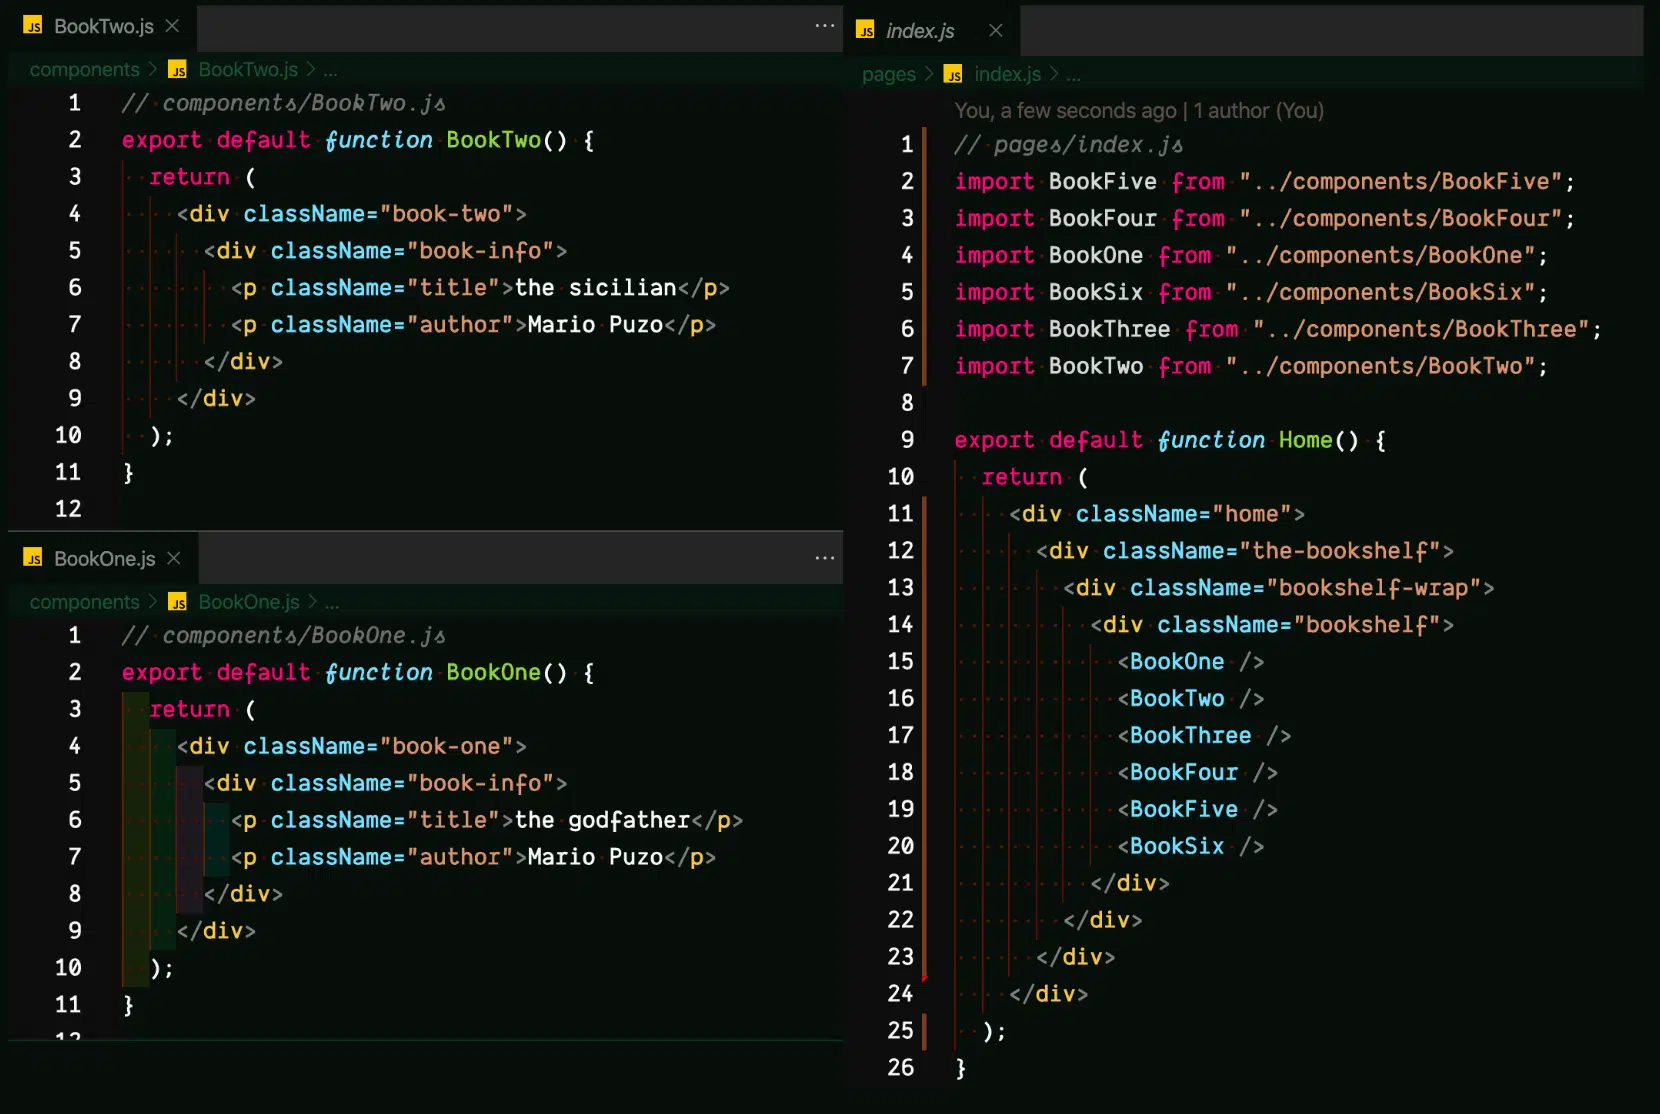 JS BookTwo.js × ...
components > JS BookTwo.js > ...
1 // components/BookTwo.js
2 export default function BookTwo() {
3 return (
4 <div className="book-two">
5 <div className="book-info">
6 <p className="title">the sicilian</p>
7 <p className="author">Mario Puzo</p>
8 </div>
9 </div>
10 );
11 }
12
JS BookOne.js × ...
components > JS BookOne.js > ...
1 // components/BookOne.js
2 export default function BookOne() {
3 return (
4 <div className="book-one">
5 <div className="book-info">
6 <p className="title">the godfather</p>
7 <p className="author">Mario Puzo</p>
8 </div>
9 </div>
10 );
11 }
12
JS index.js ×
pages > JS index.js > ...
You, a few seconds ago | 1 author (You)
1 // pages/index.js
2 import BookFive from "../components/BookFive";
3 import BookFour from "../components/BookFour";
4 import BookOne from "../components/BookOne";
5 import BookSix from "../components/BookSix";
6 import BookThree from "../components/BookThree";
7 import BookTwo from "../components/BookTwo";
8
9 export default function Home() {
10 return (
11 <div className="home">
12 <div className="the-bookshelf">
13 <div className="bookshelf-wrap">
14 <div className="bookshelf">
15 <BookOne />
16 <BookTwo />
17 <BookThree />
18 <BookFour />
19 <BookFive />
20 <BookSix />
21 </div>
22 </div>
23 </div>
24 </div>
25 );
26 }